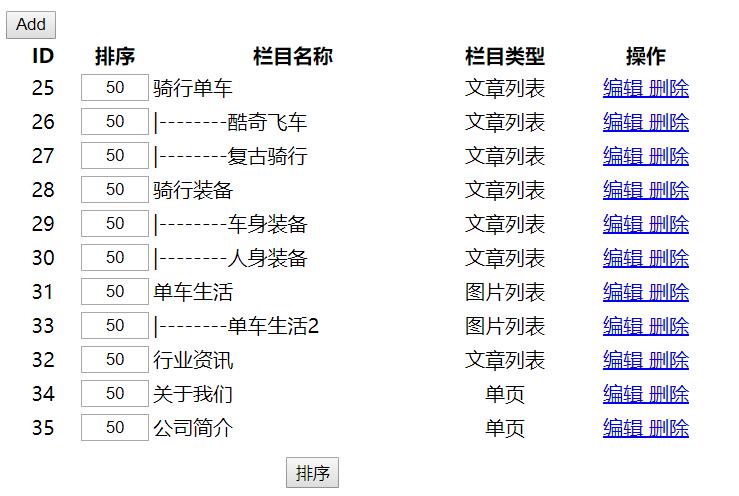 Add
ID 排序 栏目名称 栏目类型 操作
25 50 骑行单车 文章列表 编辑 删除
26 50 |--------酷奇飞车 文章列表 编辑 删除
27 50 |--------复古骑行 文章列表 编辑 删除
28 50 骑行装备 文章列表 编辑 删除
29 50 |--------车身装备 文章列表 编辑 删除
30 50 |--------人身装备 文章列表 编辑 删除
31 50 单车生活 图片列表 编辑 删除
33 50 |--------单车生活2 图片列表 编辑 删除
32 50 行业资讯 文章列表 编辑 删除
34 50 关于我们 单页 编辑 删除
35 50 公司简介 单页 编辑 删除
排序